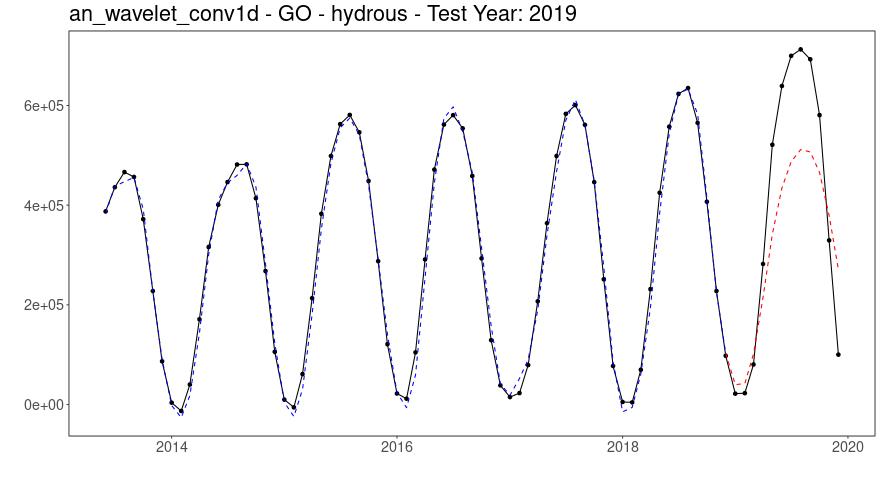 an_wavelet_conv1d - GO - hydrous - Test Year: 2019
6e+05
4e+05
2e+05
0e+00
2014
2016
2018
2020